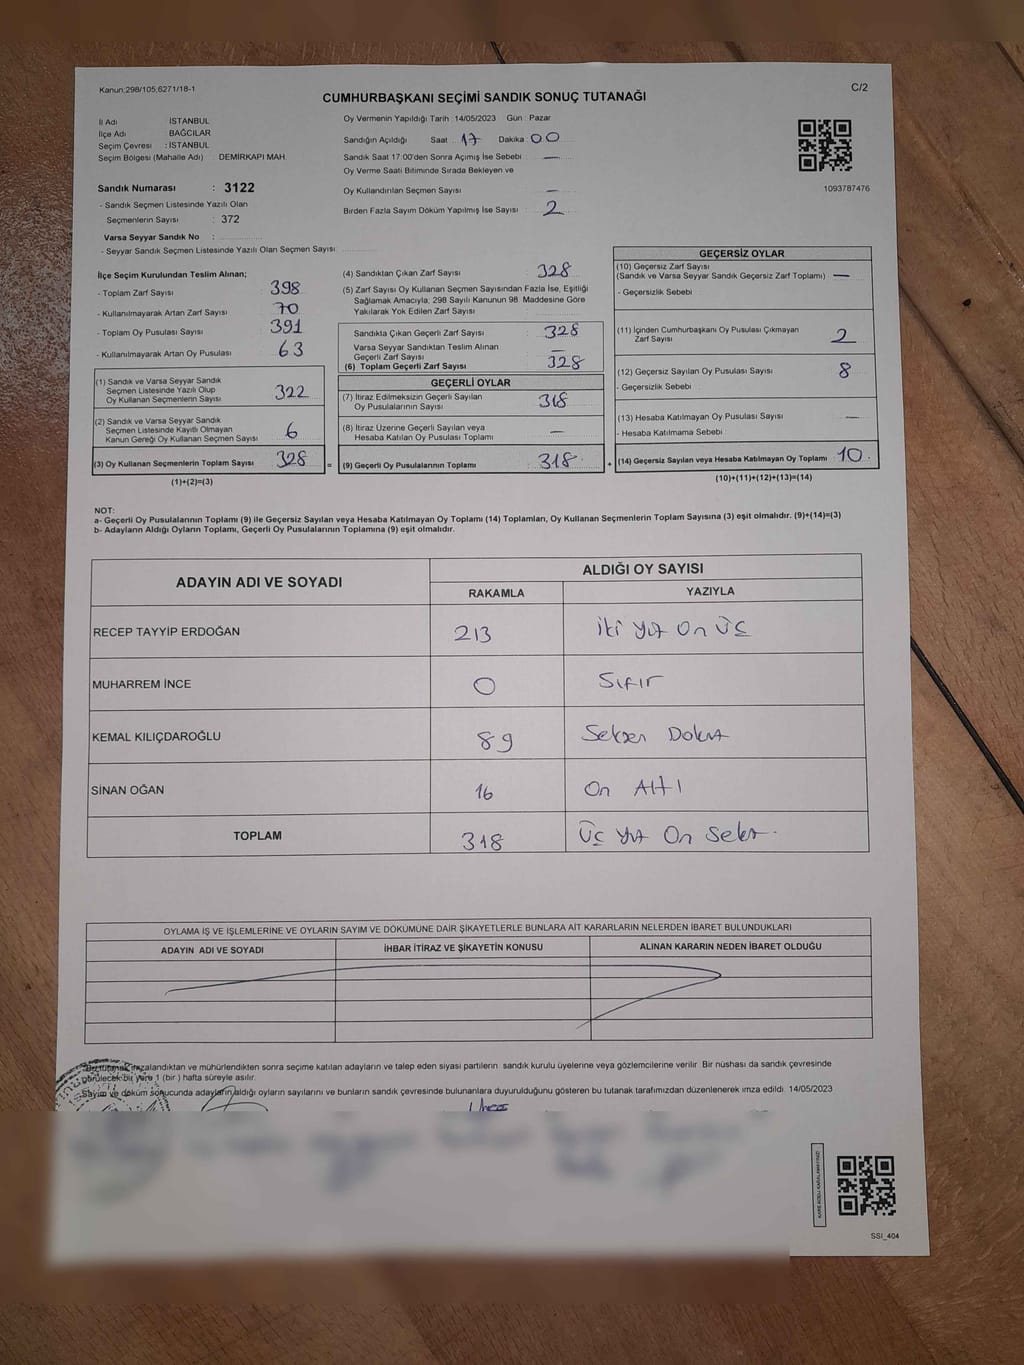 Kanun:298/105;6271/18-1
C/2
CUMHURBAŞKANI SEÇİMİ SANDIK SONUÇ TUTANAĞI
İl Adı İSTANBUL
İlçe Adı BAĞCILAR
Seçim Çevresi : İSTANBUL
Seçim Bölgesi (Mahalle Adı) : DEMİRKAPI MAH.
Sandık Numarası : 3122
- Sandık Seçmen Listesinde Yazılı Olan
Seçmenlerin Sayısı : 372
Varsa Seyyar Sandık No :
- Seyyar Sandık Seçmen Listesinde Yazılı Olan Seçmen Sayısı:
Oy Vermenin Yapıldığı Tarih : 14/05/2023 Gün : Pazar
Sandığın Açıldığı Saat 17 Dakika : 00
Sandık Saat 17:00'den Sonra Açılmış İse Sebebi —
Oy Verme Saati Bitiminde Sırada Bekleyen ve
Oy Kullandırılan Seçmen Sayısı —
Birden Fazla Sayım Döküm Yapılmış İse Sayısı 2
1093787476
İlçe Seçim Kurulundan Teslim Alınan;
- Toplam Zarf Sayısı : 398
- Kullanılmayarak Artan Zarf Sayısı : 70
- Toplam Oy Pusulası Sayısı : 391
- Kullanılmayarak Artan Oy Pusulası : 63
(1) Sandık ve Varsa Seyyar Sandık
Seçmen Listesinde Yazılı Olup
Oy Kullanan Seçmenlerin Sayısı : 322
(2) Sandık ve Varsa Seyyar Sandık
Seçmen Listesinde Kayıtlı Olmayan
Kanun Gereği Oy Kullanan Seçmen Sayısı : 6
(3) Oy Kullanan Seçmenlerin Toplam Sayısı : 328
(1)+(2)=(3)
=
(4) Sandıktan Çıkan Zarf Sayısı : 328
(5) Zarf Sayısı Oy Kullanan Seçmen Sayısından Fazla İse, Eşitliği
Sağlamak Amacıyla, 298 Sayılı Kanunun 98. Maddesine Göre
Yakılarak Yok Edilen Zarf Sayısı :
Sandıkta Çıkan Geçerli Zarf Sayısı : 328
Varsa Seyyar Sandıktan Teslim Alınan
Geçerli Zarf Sayısı : —
(6) Toplam Geçerli Zarf Sayısı : 328
GEÇERLİ OYLAR
(7) İtiraz Edilmeksizin Geçerli Sayılan
Oy Pusulalarının Sayısı : 318
(8) İtiraz Üzerine Geçerli Sayılan veya
Hesaba Katılan Oy Pusulası Toplamı : —
(9) Geçerli Oy Pusulalarının Toplamı : 318
+
GEÇERSİZ OYLAR
(10) Geçersiz Zarf Sayısı
(Sandık ve Varsa Seyyar Sandık Geçersiz Zarf Toplamı) : —
- Geçersizlik Sebebi :
(11) İçinden Cumhurbaşkanı Oy Pusulası Çıkmayan
Zarf Sayısı : 2
(12) Geçersiz Sayılan Oy Pusulası Sayısı : 8
- Geçersizlik Sebebi :
(13) Hesaba Katılmayan Oy Pusulası Sayısı : —
- Hesaba Katılmama Sebebi :
(14) Geçersiz Sayılan veya Hesaba Katılmayan Oy Toplamı : 10.
(10)+(11)+(12)+(13)=(14)
NOT:
a- Geçerli Oy Pusulalarının Toplamı (9) ile Geçersiz Sayılan veya Hesaba Katılmayan Oy Toplamı (14) Toplamları, Oy Kullanan Seçmenlerin Toplam Sayısına (3) eşit olmalıdır. (9)+(14)=(3)
b- Adayların Aldığı Oyların Toplamı, Geçerli Oy Pusulalarının Toplamına (9) eşit olmalıdır.
ADAYIN ADI VE SOYADI ALDIĞI OY SAYISI
RAKAMLA YAZIYLA
RECEP TAYYİP ERDOĞAN 213 İki Yüz On Üç
MUHARREM İNCE 0 Sıfır
KEMAL KILIÇDAROĞLU 89 Seksen Dokuz
SİNAN OĞAN 16 On Altı
TOPLAM 318 Üç Yüz On Sekiz.
OYLAMA İŞ VE İŞLEMLERİNE VE OYLARIN SAYIM VE DÖKÜMÜNE DAİR ŞİKAYETLERLE BUNLARA AİT KARARLARIN NELERDEN İBARET BULUNDUKLARI
ADAYIN ADI VE SOYADI İHBAR İTİRAZ VE ŞİKAYETİN KONUSU ALINAN KARARIN NEDEN İBARET OLDUĞU
Bu tutanak imzalandıktan ve mühürlendikten sonra seçime katılan adayların ve talep eden siyasi partilerin sandık kurulu üyelerine veya gözlemcilerine verilir. Bir nüshası da sandık çevresinde
görülecek bir yere 1 (bir) hafta süreyle asılır.
Sayım ve döküm sonucunda adayların aldığı oyların sayılarını ve bunların sandık çevresinde bulunanlara duyurulduğunu gösteren bu tutanak tarafımızdan düzenlenerek imza edildi. 14/05/2023
KARE KODU KARALAMAYINIZ!
SSI_404